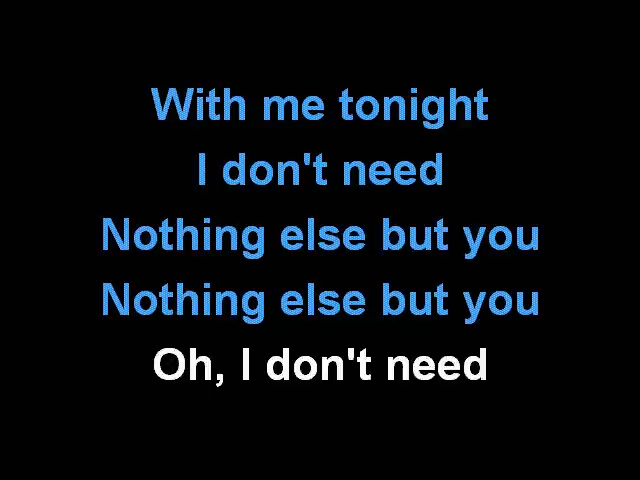 With me tonight
I don't need
Nothing else but you
Nothing else but you
Oh, I don't need